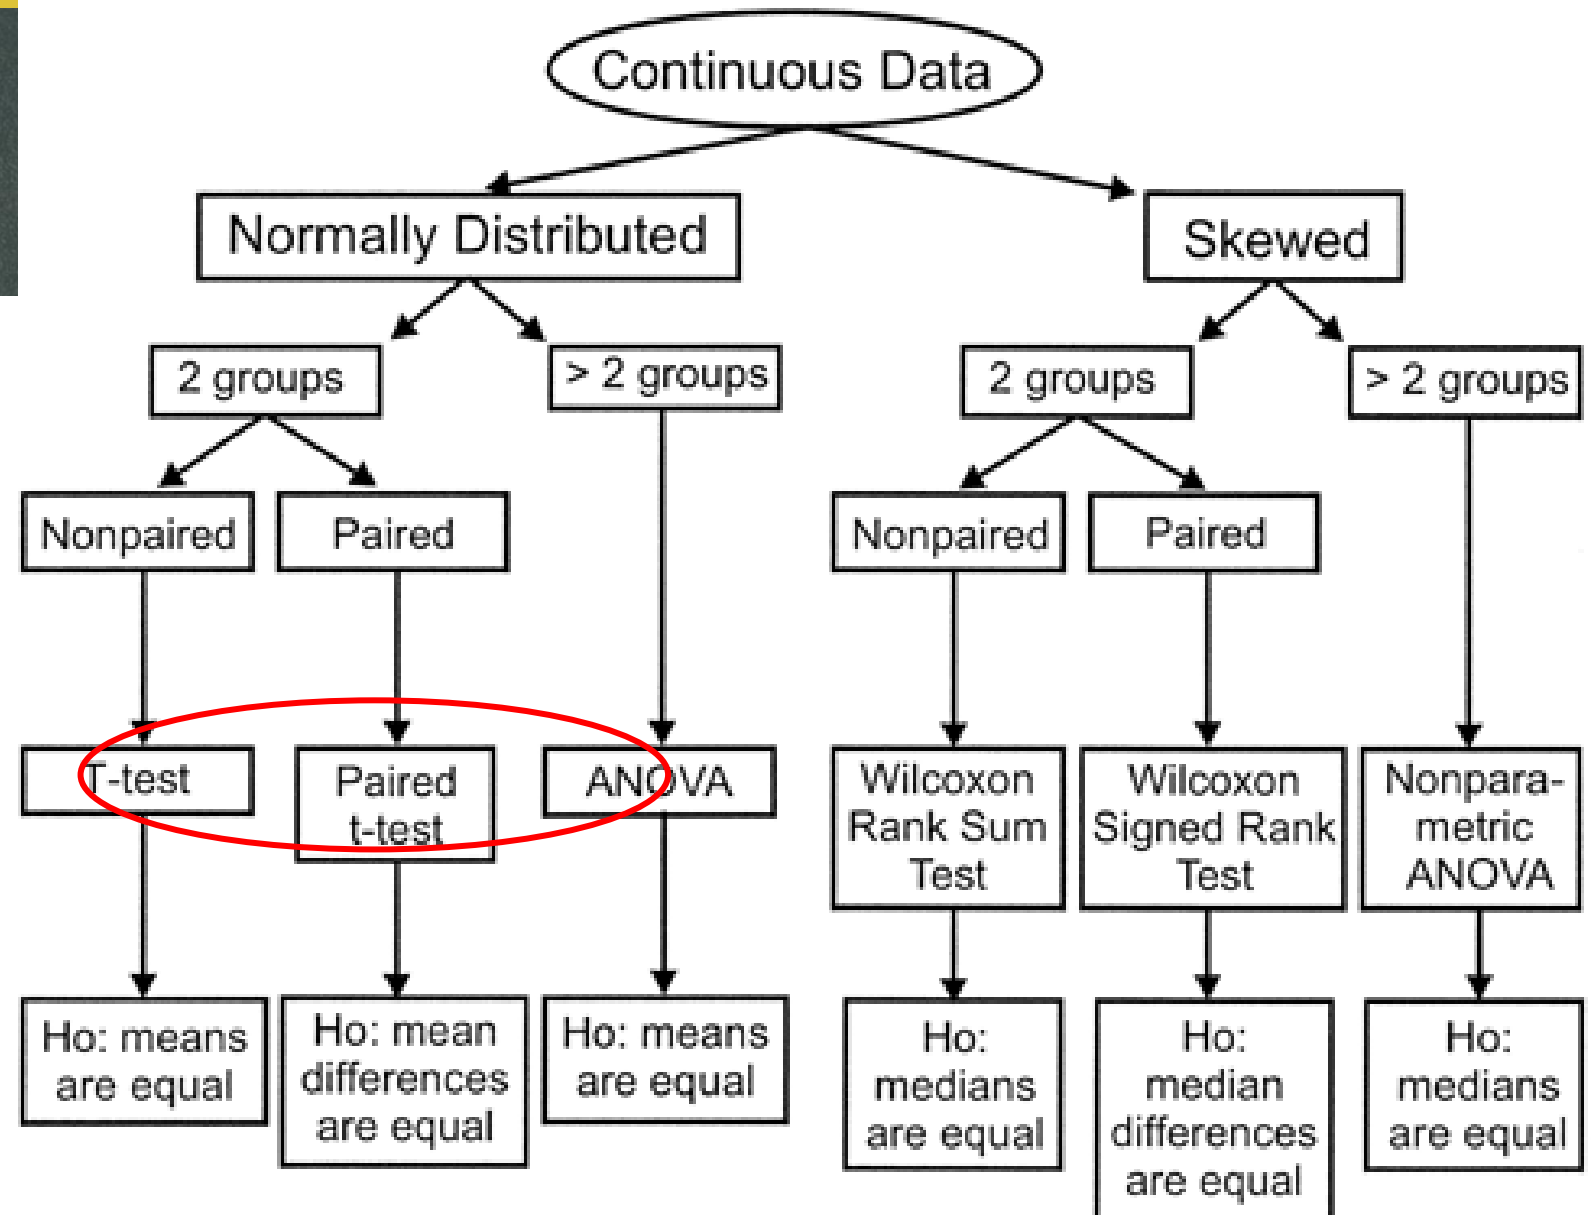 Continuous Data
Normally Distributed
Skewed
2 groups
> 2 groups
2 groups
> 2 groups
Nonpaired
Paired
Nonpaired
Paired
T-test
Paired
t-test
ANOVA
Wilcoxon
Rank Sum
Test
Wilcoxon
Signed Rank
Test
Nonpara-
metric
ANOVA
Ho: means
are equal
Ho: mean
differences
are equal
Ho: means
are equal
Ho:
medians
are equal
Ho:
median
differences
are equal
Ho:
medians
are equal